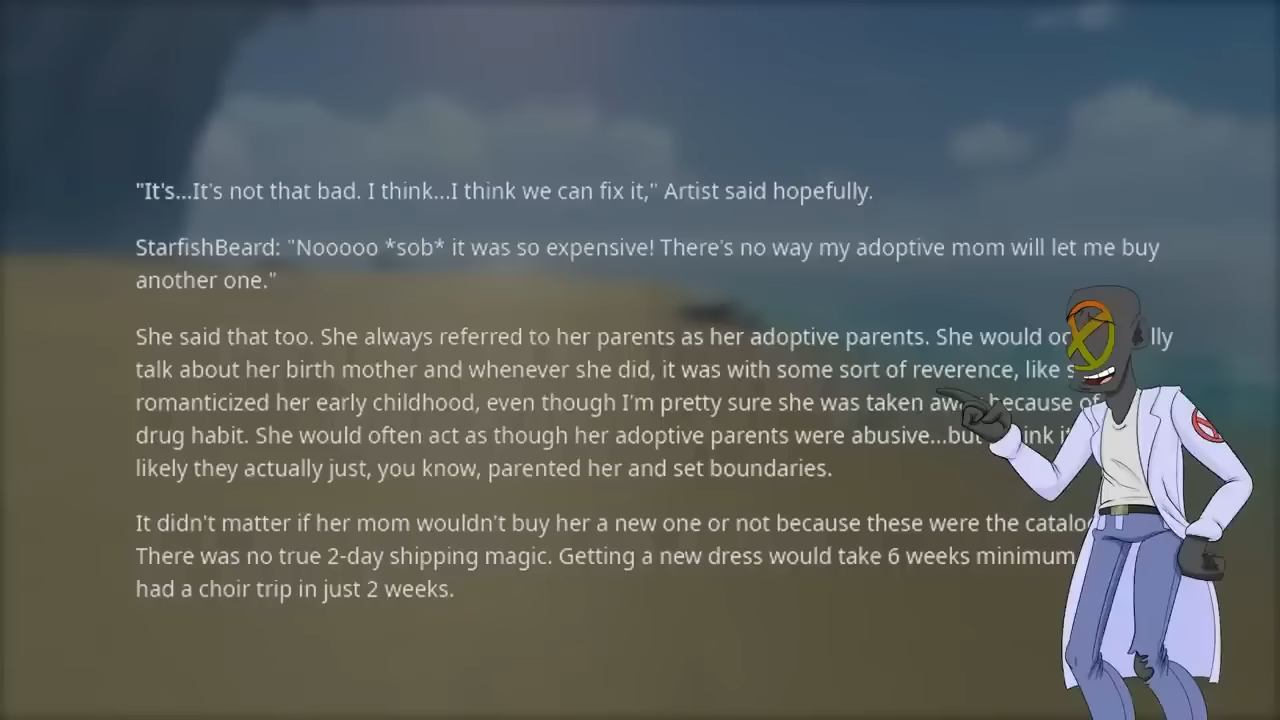 "It's...It's not that bad. I think...I think we can fix it," Artist said hopefully.
StarfishBeard: "Nooooo *sob* it was so expensive! There's no way my adoptive mom will let me buy
another one."
She said that too. She always referred to her parents as her adoptive parents. She would lly
talk about her birth mother and whenever she did, it was with some sort of reverence, like
romanticized her early childhood, even though I'm pretty sure she was taken because of
drug habit. She would often act as though her adoptive parents were abusive...but
likely they actually just, you know, parented her and set boundaries.
It didn't matter if her mom wouldn't buy her a new one or not because these were the
There was no true 2-day shipping magic. Getting a new dress would take 6 weeks minimum
had a choir trip in just 2 weeks.